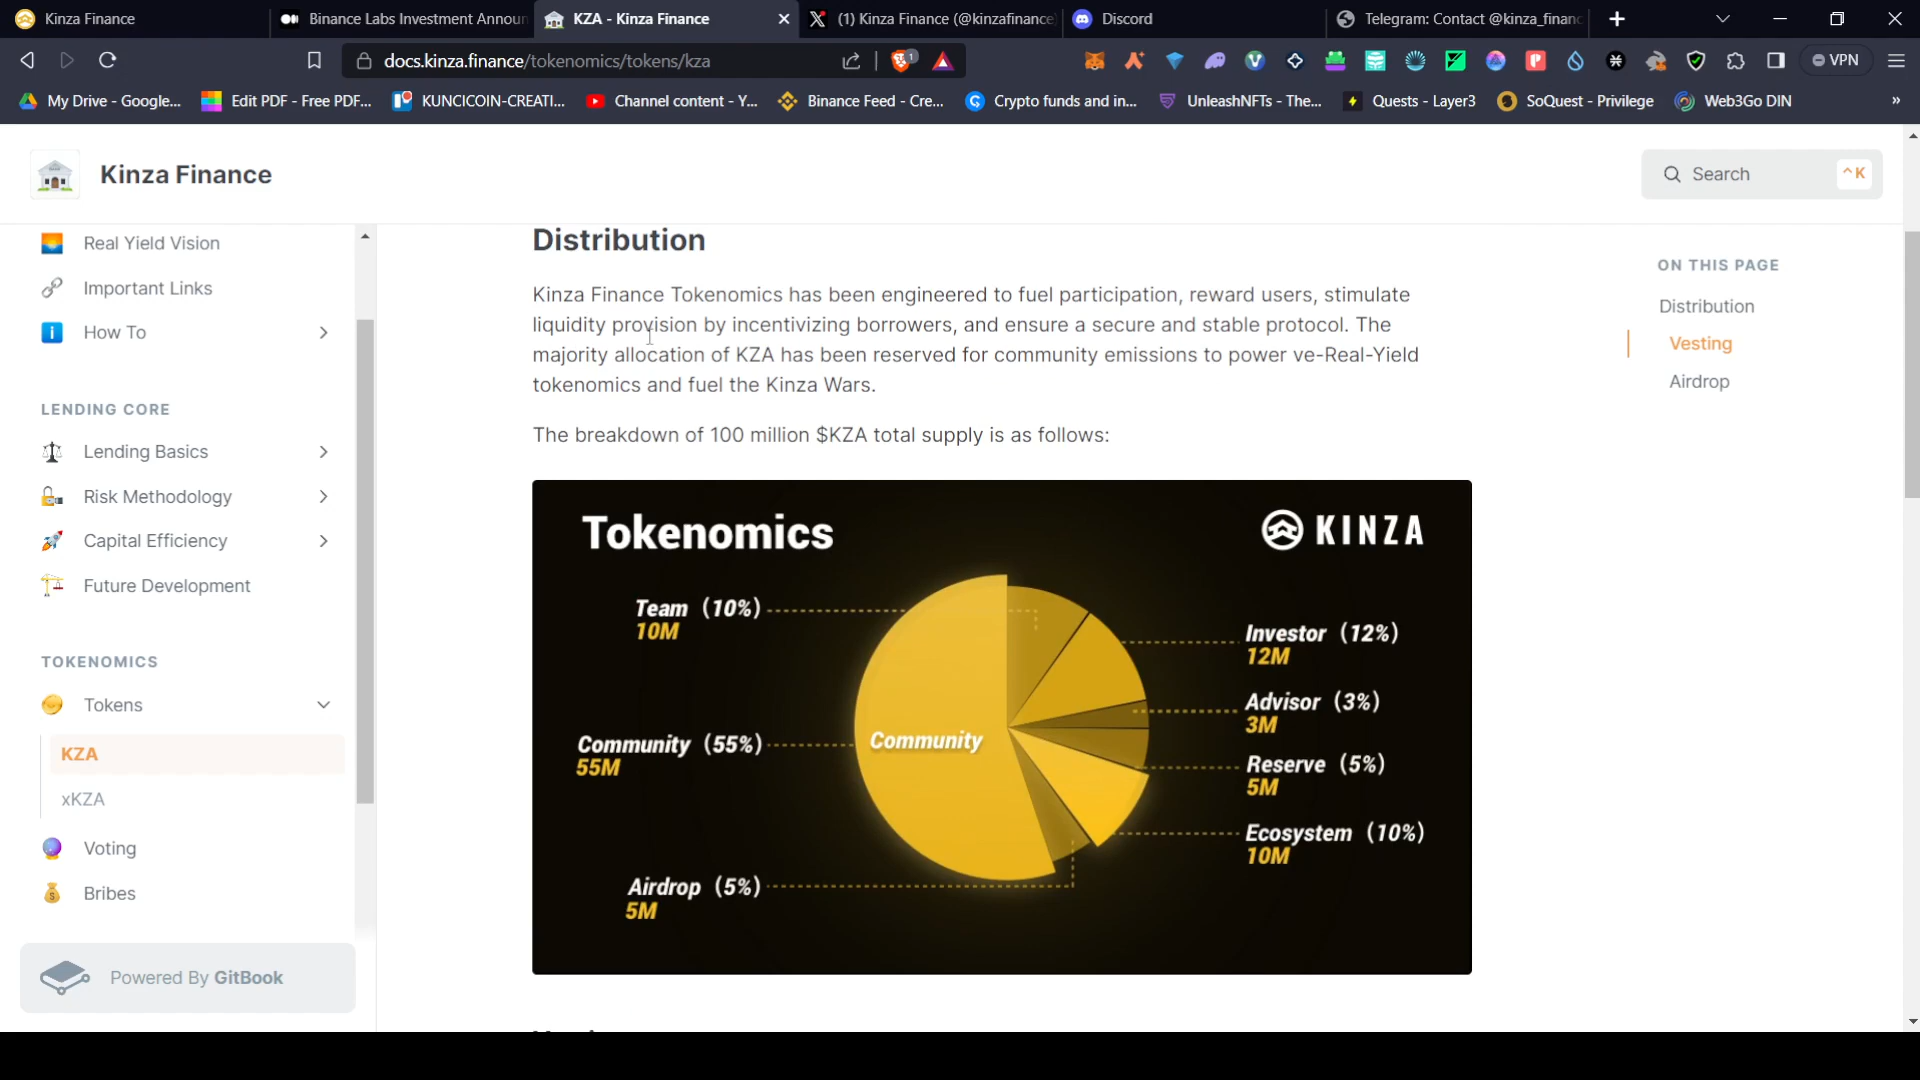 Kinza Finance
Binance Labs Investment Announ
KZA - Kinza Finance
(1) Kinza Finance (@kinzafinance
Discord
Telegram: Contact @kinza_financ
docs.kinza.finance/tokenomics/tokens/kza
1
VPN
My Drive - Google...
Edit PDF - Free PDF...
KUNCICOIN-CREATI...
Channel content - Y...
Binance Feed - Cre...
Crypto funds and in...
UnleashNFTs - The...
Quests - Layer3
SoQuest - Privilege
Web3Go DIN
»
Kinza Finance
Search
^K
Real Yield Vision
Important Links
How To
LENDING CORE
Lending Basics
Risk Methodology
Capital Efficiency
Future Development
TOKENOMICS
Tokens
KZA
xKZA
Voting
Bribes
Powered By GitBook
Distribution
Kinza Finance Tokenomics has been engineered to fuel participation, reward users, stimulate
liquidity provision by incentivizing borrowers, and ensure a secure and stable protocol. The
majority allocation of KZA has been reserved for community emissions to power ve-Real-Yield
tokenomics and fuel the Kinza Wars.
The breakdown of 100 million $KZA total supply is as follows:
Tokenomics
KINZA
Team (10%)
10M
Community (55%)
55M
Airdrop (5%)
5M
Community
Investor (12%)
12M
Advisor (3%)
3M
Reserve (5%)
5M
Ecosystem (10%)
10M
ON THIS PAGE
Distribution
Vesting
Airdrop